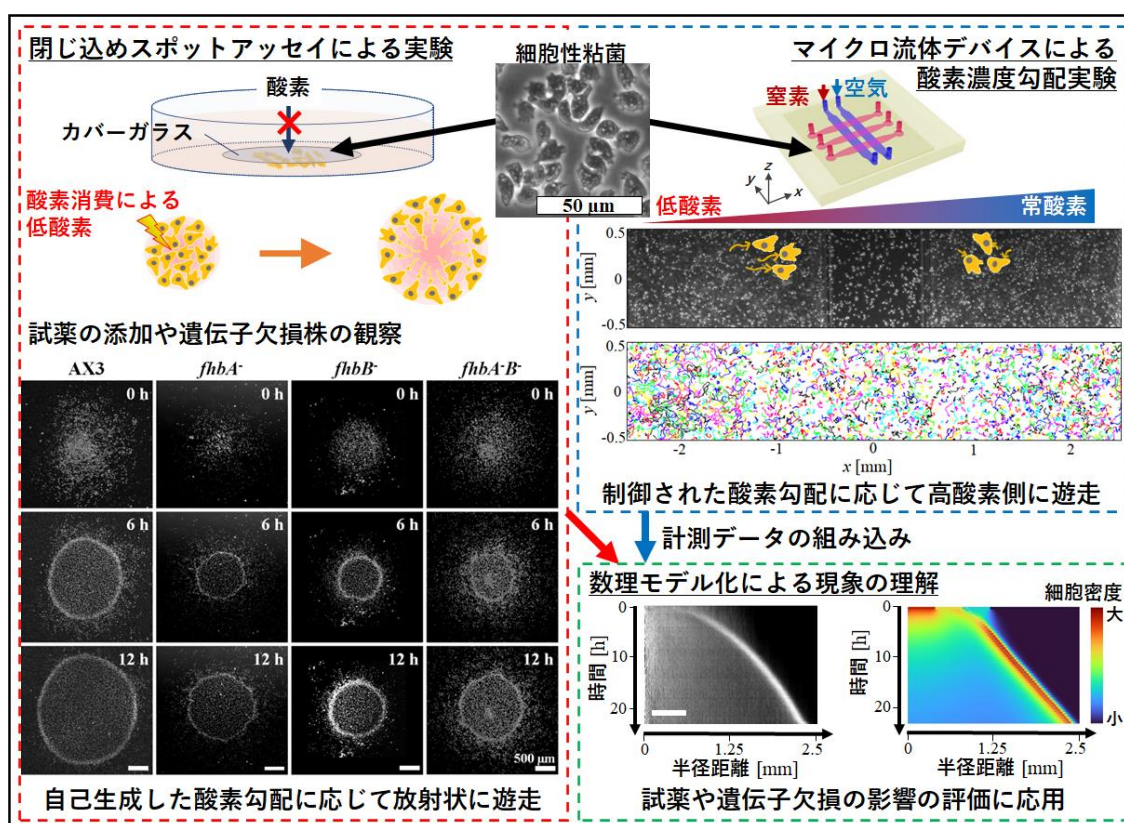 閉じ込めスポットアッセイによる実験
酸素
カバーガラス
酸素消費による
低酸素
細胞性粘菌
50 μm
マイクロ流体デバイスによる
酸素濃度勾配実験
窒素
空気
z
y
x
低酸素
常酸素
0.5
0
-0.5
y [mm]
0.5
0
-0.5
y [mm]
-2
-1
0
1
2
x [mm]
制御された酸素勾配に応じて高酸素側に遊走
試薬の添加や遺伝子欠損株の観察
AX3
fhbA-
fhbB-
fhbA-B-
0 h
0 h
0 h
0 h
6 h
6 h
6 h
6 h
12 h
12 h
12 h
12 h
500 μm
自己生成した酸素勾配に応じて放射状に遊走
計測データの組み込み
数理モデル化による現象の理解
細胞密度
大
小
0
10
20
時間 [h]
0
1.25
2.5
半径距離 [mm]
0
10
20
時間 [h]
0
1.25
2.5
半径距離 [mm]
試薬や遺伝子欠損の影響の評価に応用